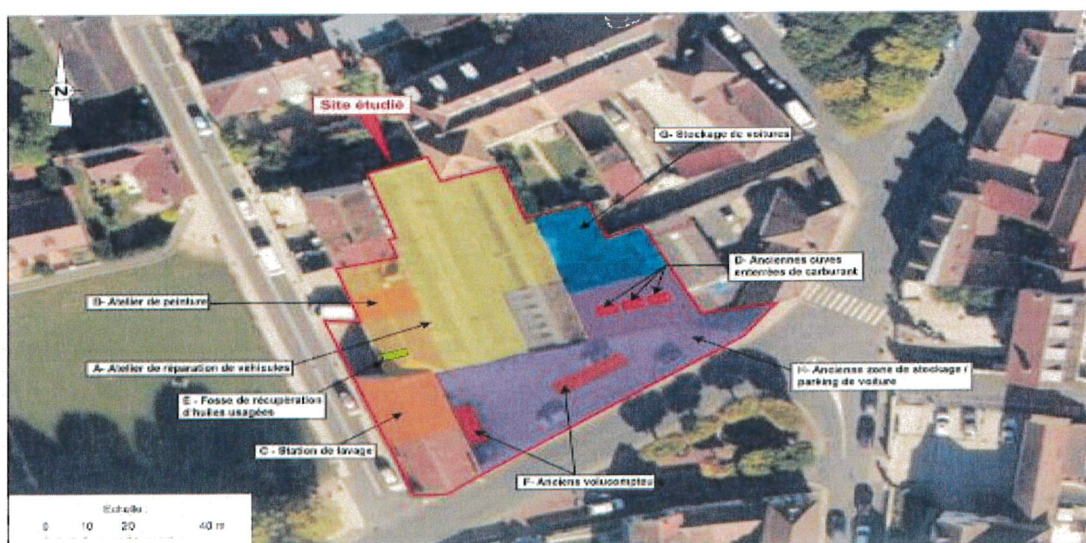 N
Site étudié
G- Stockage de voitures
D- Anciennes cuves
enterrées de carburant
B- Atelier de peinture
A- Atelier de réparation de véhicules
H- Ancienne zone de stockage /
parking de voiture
E - Fosse de récupération
d'huiles usagées
C - Station de lavage
F- Anciens volucompteu
Echelle :
0 10 20 40 m